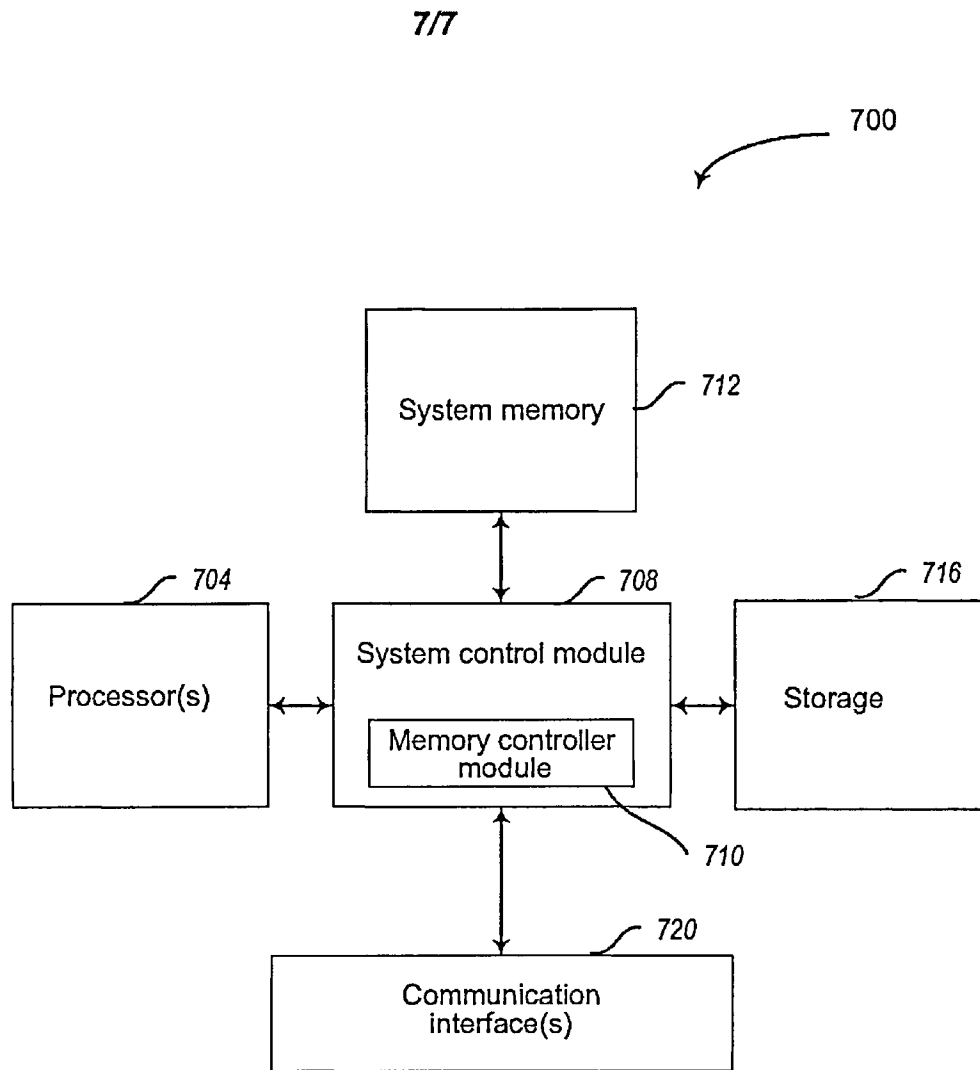 7/7
700
System memory
712
704
708
716
Processor(s)
System control module
Storage
Memory controller
module
710
720
Communication
interface(s)